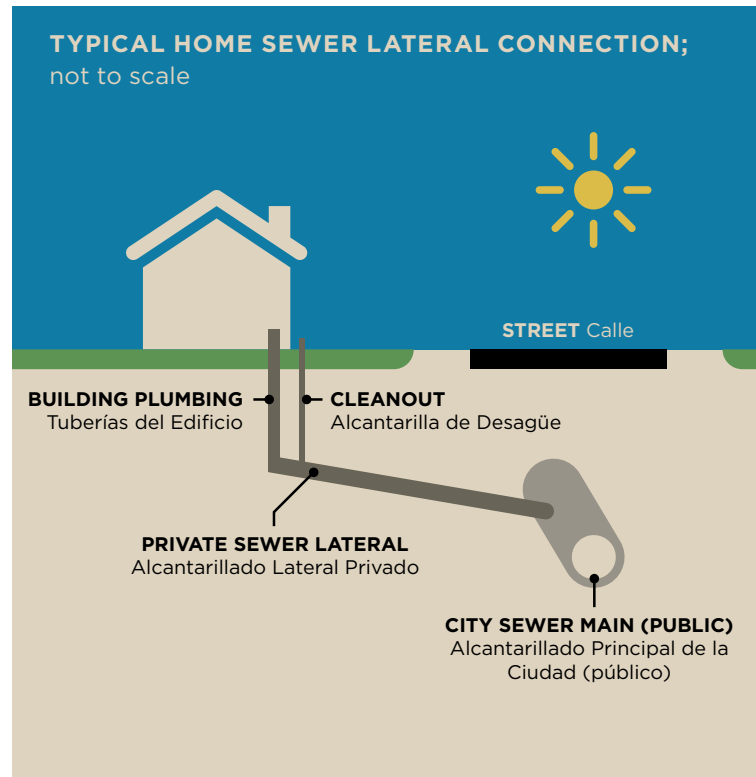 TYPICAL HOME SEWER LATERAL CONNECTION;
not to scale
STREET Calle
BUILDING PLUMBING
Tuberías del Edificio
CLEANOUT
Alcantarilla de Desagüe
PRIVATE SEWER LATERAL
Alcantarillado Lateral Privado
CITY SEWER MAIN (PUBLIC)
Alcantarillado Principal de la
Ciudad (público)